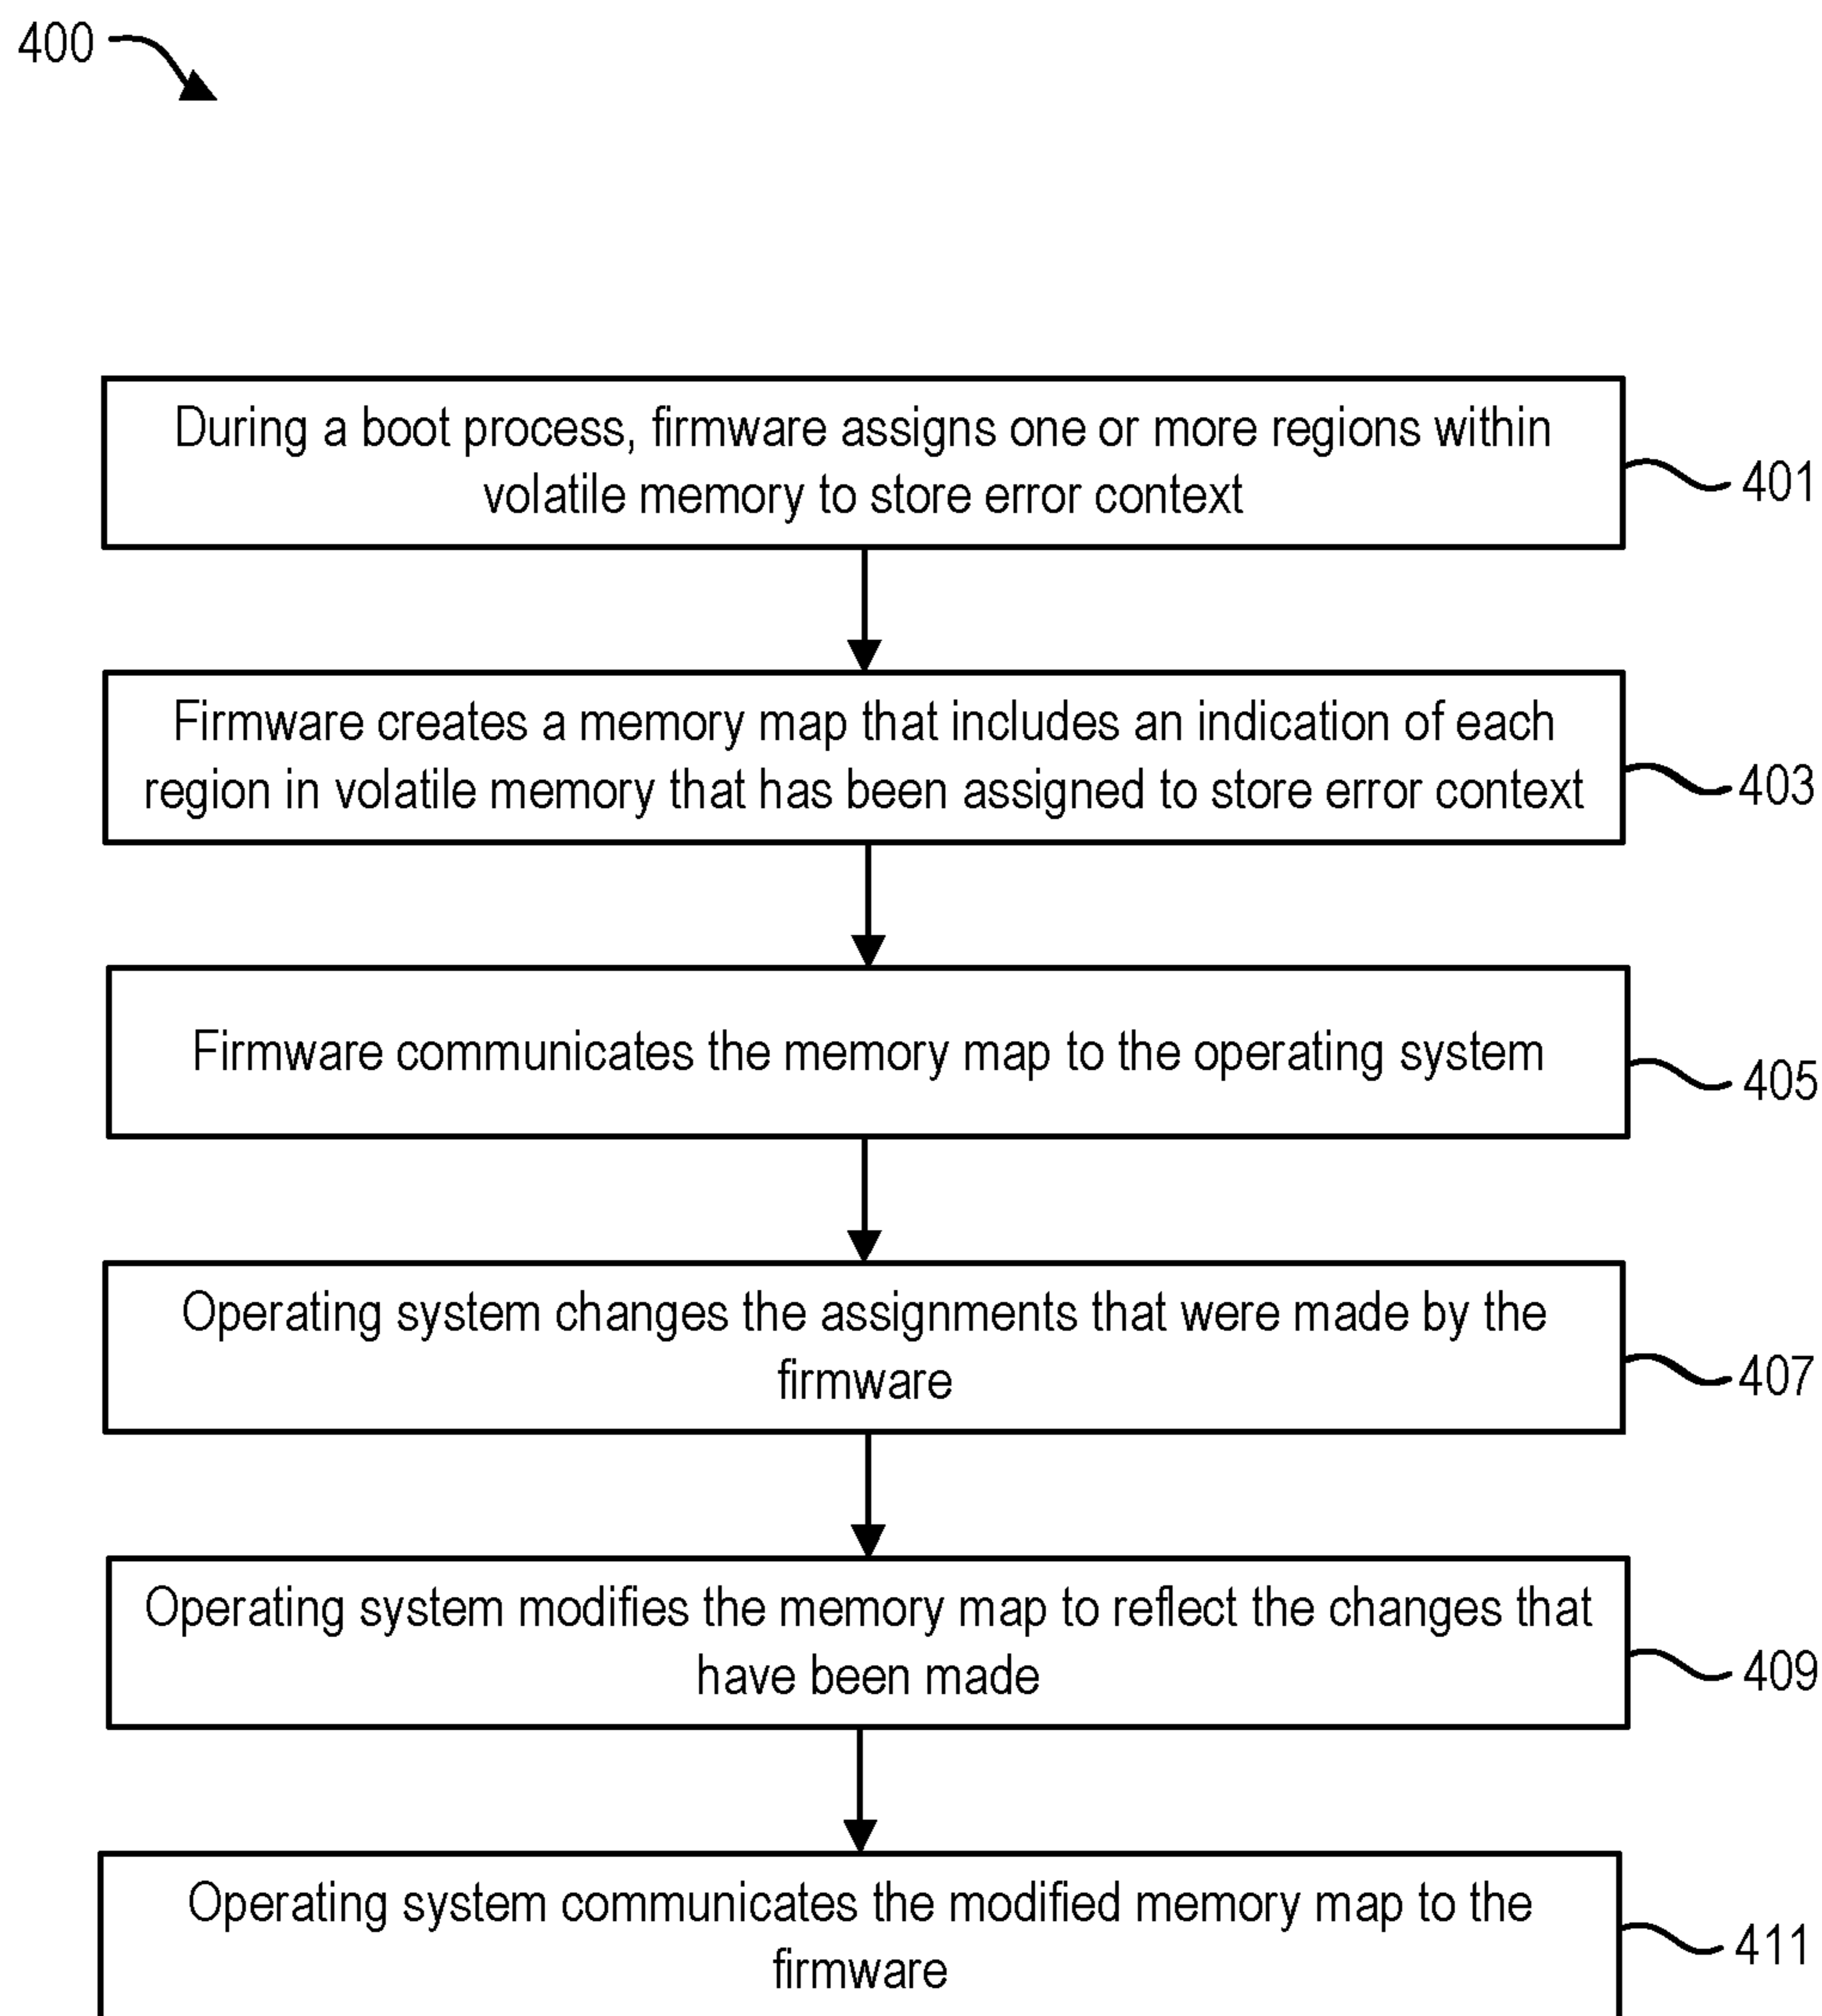 400
During a boot process, firmware assigns one or more regions within
volatile memory to store error context
401
Firmware creates a memory map that includes an indication of each
region in volatile memory that has been assigned to store error context
403
Firmware communicates the memory map to the operating system
405
Operating system changes the assignments that were made by the
firmware
407
Operating system modifies the memory map to reflect the changes that
have been made
409
Operating system communicates the modified memory map to the
firmware
411